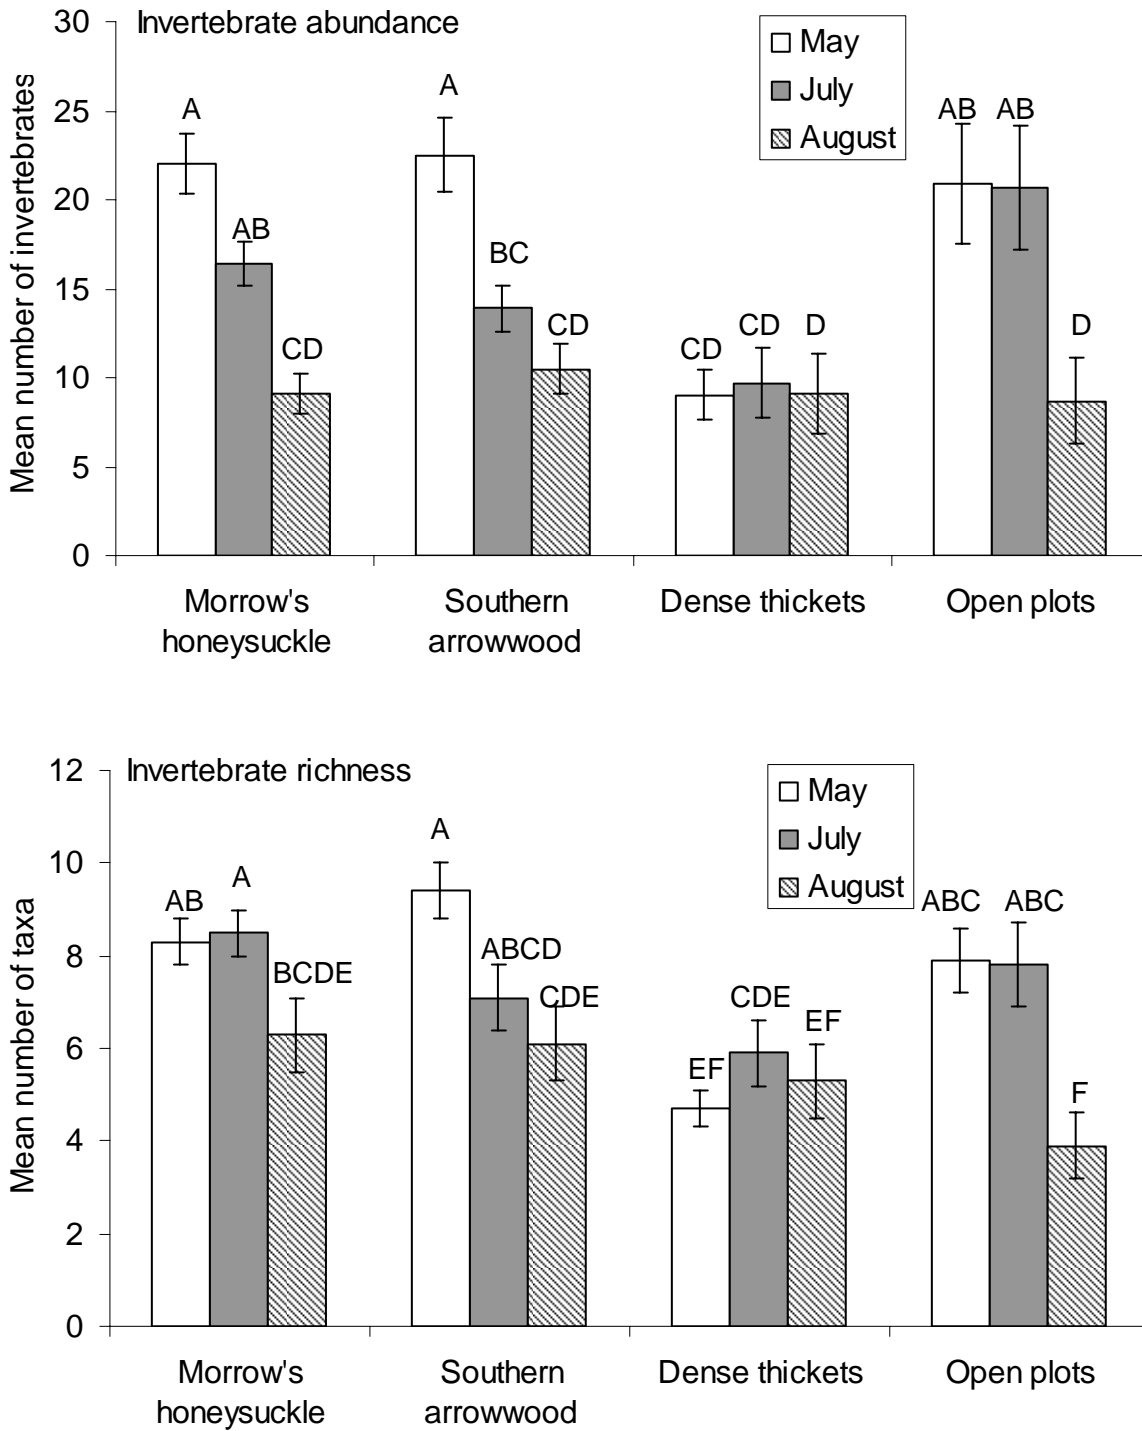 Invertebrate abundance
Mean number of invertebrates
30
25
20
15
10
5
0
May
July
August
A
AB
CD
A
BC
CD
CD
CD
D
AB
AB
D
Morrow's
honeysuckle
Southern
arrowwood
Dense thickets
Open plots
Invertebrate richness
Mean number of taxa
12
10
8
6
4
2
0
May
July
August
AB
A
BCDE
A
ABCD
CDE
EF
CDE
EF
ABC
ABC
F
Morrow's
honeysuckle
Southern
arrowwood
Dense thickets
Open plots